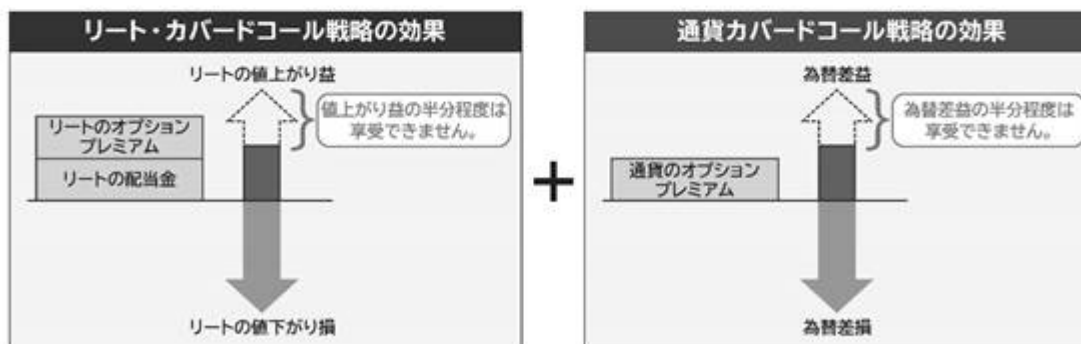 リート・カバードコール戦略の効果
リートの値上がり益
値上がり益の半分程度は
享受できません。
リートのオプション
プレミアム
リートの配当金
リートの値下がり損
+
通貨カバードコール戦略の効果
為替差益
為替差益の半分程度は
享受できません。
通貨のオプション
プレミアム
為替差損